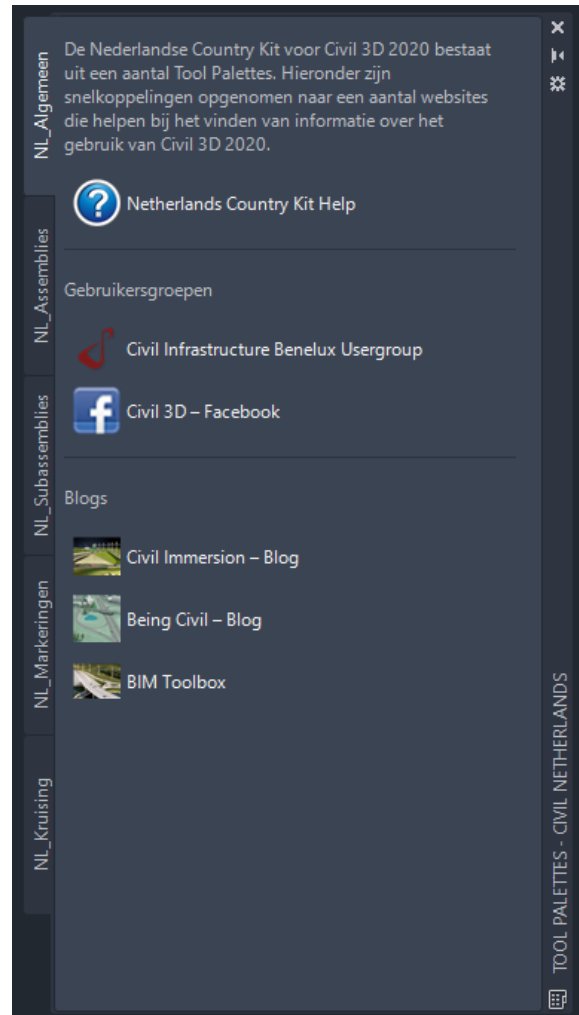 De Nederlandse Country Kit voor Civil 3D 2020 bestaat
uit een aantal Tool Palettes. Hieronder zijn
snelkoppelingen opgenomen naar een aantal websites
die helpen bij het vinden van informatie over het
gebruik van Civil 3D 2020.
Netherlands Country Kit Help
Gebruikersgroepen
Civil Infrastructure Benelux Usergroup
Civil 3D – Facebook
Blogs
Civil Immersion – Blog
Being Civil – Blog
BIM Toolbox
NL_Algemeen
NL_Assemblies
NL_Subassemblies
NL_Markeringen
NL_Kruising
TOOL PALETTES - CIVIL NETHERLANDS